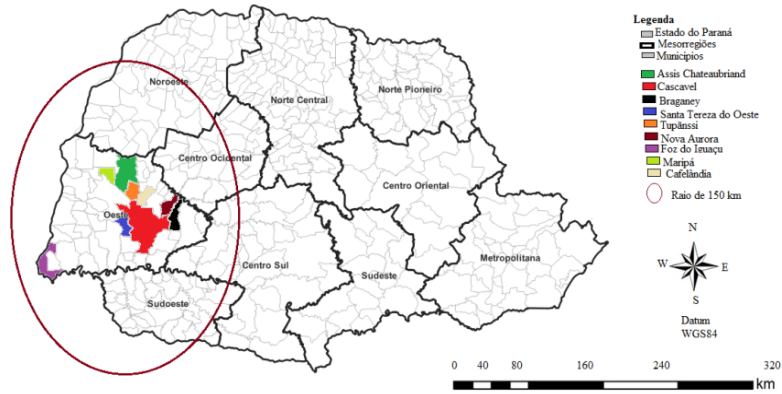 Noroeste
Norte Central
Norte Pioneiro
Centro Ocidental
Centro Oriental
Oeste
Centro Sul
Sudeste
Metropolitana
Sudoeste
Legenda
Estado do Paraná
Mesorregiões
Municípios
Assis Chateaubriand
Cascavel
Braganey
Santa Tereza do Oeste
Tupãnssi
Nova Aurora
Foz do Iguaçu
Maripá
Cafelândia
Raio de 150 km
N
W E
S
Datum
WGS84
0 40 80 160 240 320
km